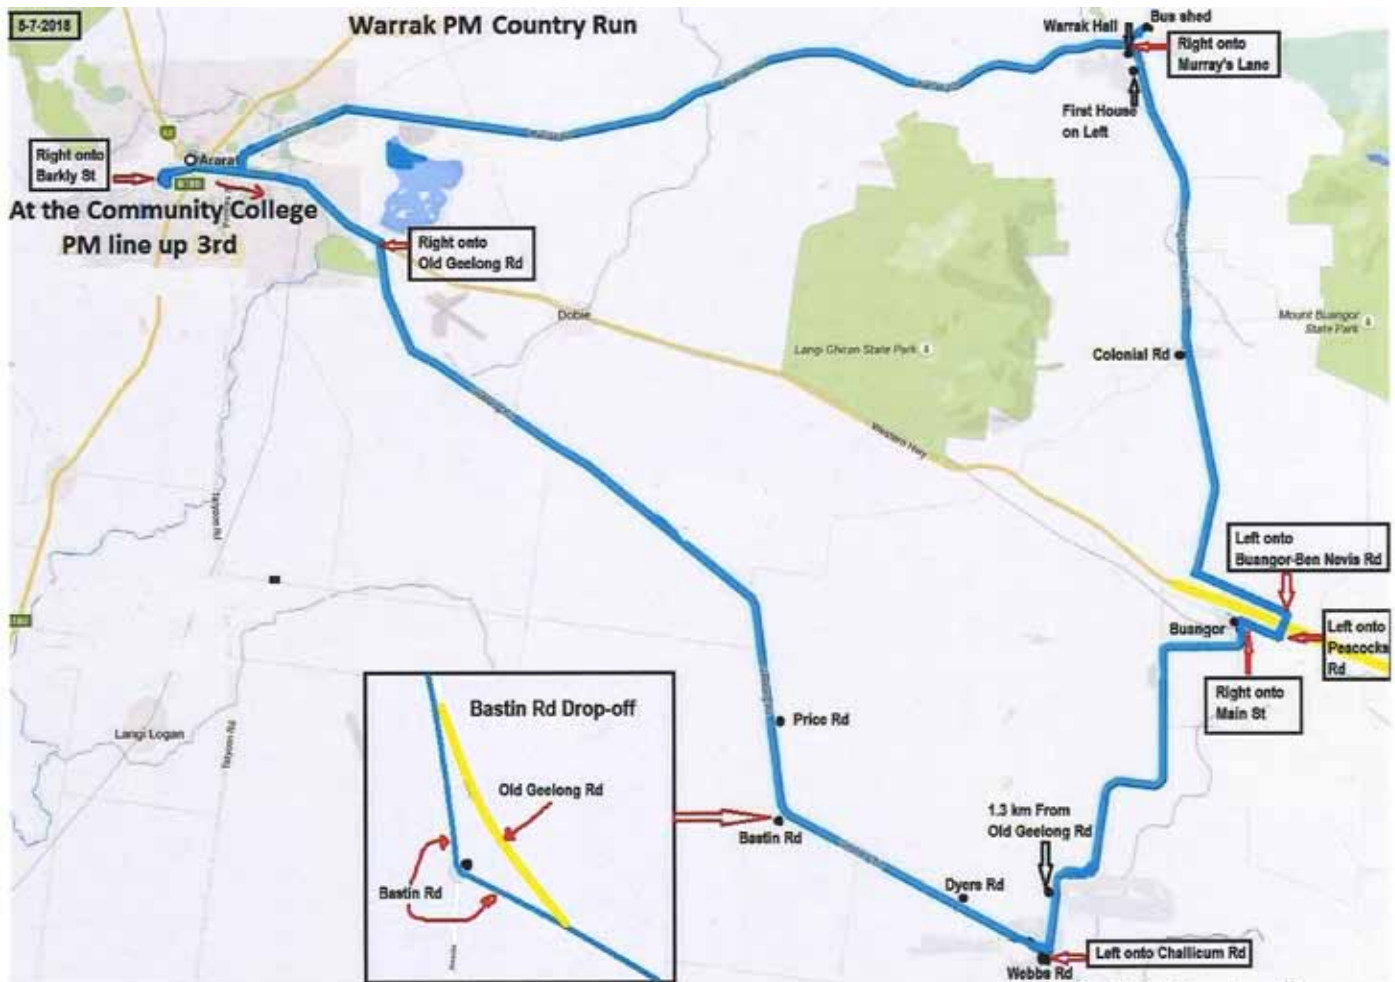 5-7-2018
Warrak PM Country Run
Warrak Hall
Bus shed
Right onto
Murray's Lane
First House
on Left
Right onto
Barkly St
Ararat
At the Community College
PM line up 3rd
Right onto
Old Geelong Rd
Dobie
Langi Ghiran State Park
Mount Buangor
State Park
Colonial Rd
Western Hwy
Tatyoon Rd
Left onto
Buangor-Ben Nevis Rd
Buangor
Left onto
Peacocks
Rd
Right onto
Main St
Langi Logan
Tatyoon Rd
Bastin Rd Drop-off
Old Geelong Rd
Bastin Rd
Price Rd
Bastin Rd
1.3 km From
Old Geelong Rd
Dyers Rd
Left onto Challicum Rd
Webbs Rd